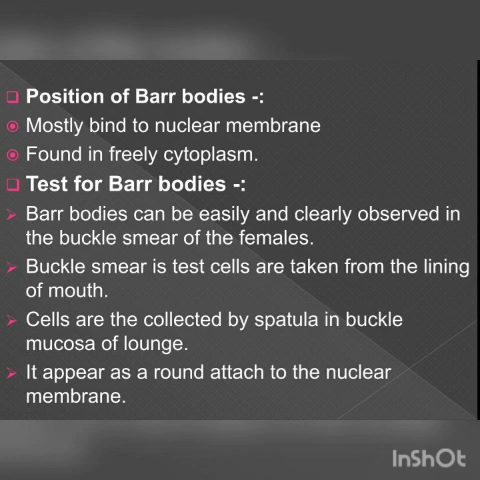 Position of Barr bodies -:
Mostly bind to nuclear membrane
Found in freely cytoplasm.
Test for Barr bodies -:
Barr bodies can be easily and clearly observed in
the buckle smear of the females.
Buckle smear is test cells are taken from the lining
of mouth.
Cells are the collected by spatula in buckle
mucosa of lounge.
It appear as a round attach to the nuclear
membrane.
InShOt